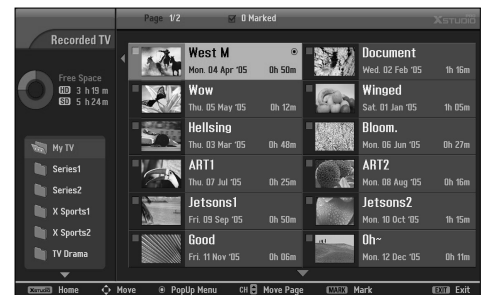 Page 1/2 0 Marked XSTUDIO
Recorded TV
Free Space
HD 3 h 19 m
SD 5 h 24 m
My TV
Series1
Series2
X Sports1
X Sports2
TV Drama
West M
Mon. 04 Apr '05 0h 50m
Document
Wed. 02 Feb '05 1h 16m
Wow
Thu. 05 May '05 0h 12m
Winged
Sat. 01 Jan '05 1h 05m
Hellsing
Thu. 03 Mar '05 0h 48m
Bloom.
Mon. 06 Jun '05 0h 27m
ART1
Thu. 07 Jul '05 0h 25m
ART2
Mon. 08 Aug '05 0h 16m
Jetsons1
Fri. 09 Sep '05 0h 50m
Jetsons2
Mon. 10 Oct '05 1h 15m
Good
Fri. 11 Nov '05 0h 06m
Oh~
Mon. 12 Dec '05 0h 11m
XSTUDIO Home Move PopUp Menu CH Move Page MARK Mark EXIT Exit